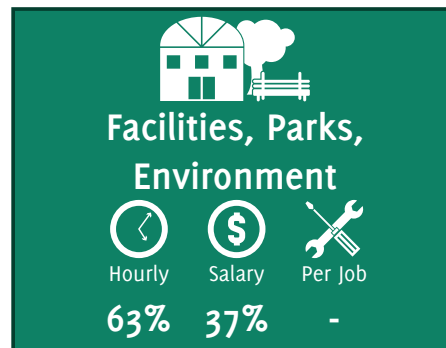 Facilities, Parks,
Environment
$
Hourly Salary Per Job
63% 37% -